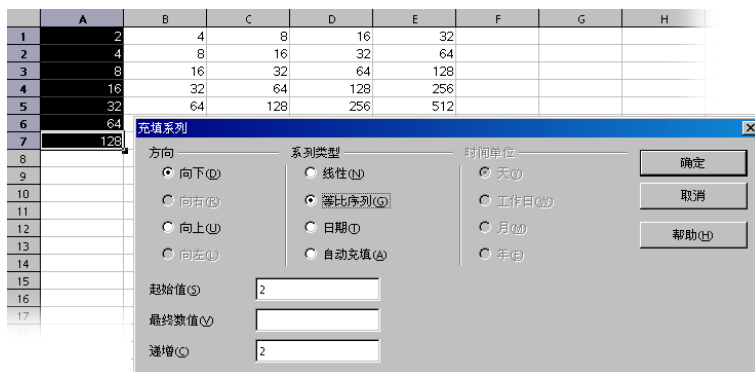 A B C D E F G H
1 2 4 8 16 32
2 4 8 16 32 64
3 8 16 32 64 128
4 16 32 64 128 256
5 32 64 128 256 512
6 64
7 128
充填系列
8
9
10
11
12
13
14
15
16
17
方向 系列类型 时间单位
向下(D) 线性(N) 天(Y) 确定
向右(R) 等比序列(G) 工作日(W) 取消
向上(U) 日期(T) 月(M) 帮助(H)
向左(L) 自动充填(A) 年(E)
起始值(S) 2
最终数值(V)
递增(C) 2